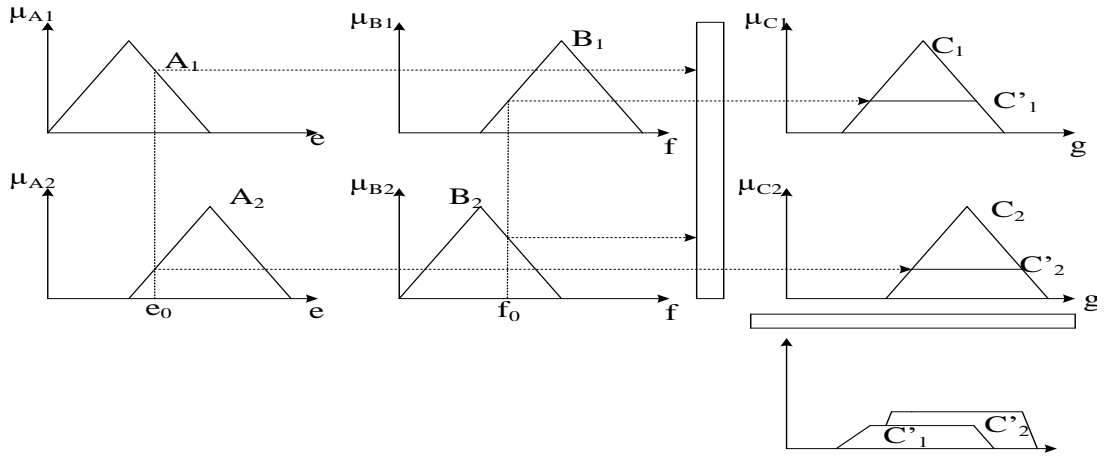 μA1 μB1 μC1
A1 B1 C1
C’1
e f g
μA2 μB2 μC2
A2 B2 C2
C’2
e0 e f0 f g
C’1 C’2